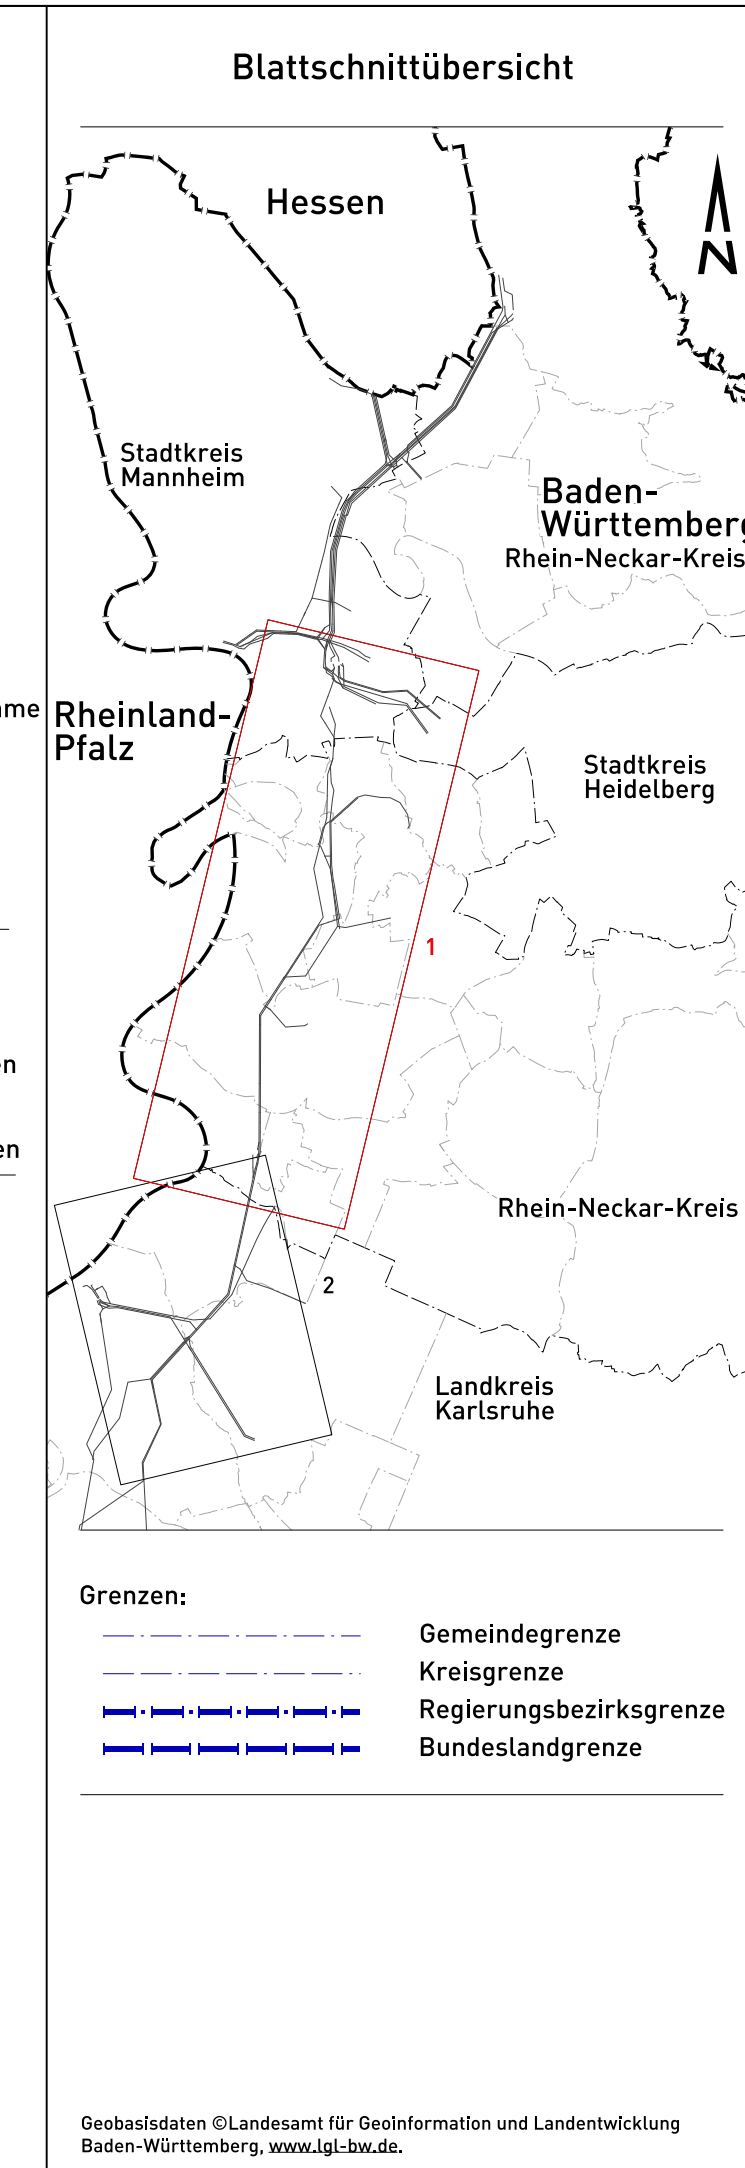 Blattschnittübersicht
Hessen
Stadtkreis
Mannheim
Baden-
Württemberg
Rhein-Neckar-Kreis
Rheinland-
Pfalz
Stadtkreis
Heidelberg
1
Rhein-Neckar-Kreis
2
Landkreis
Karlsruhe
N
Grenzen:
Gemeindegrenze
Kreisgrenze
Regierungsbezirksgrenze
Bundeslandgrenze
Geobasisdaten ©Landesamt für Geoinformation und Landentwicklung
Baden-Württemberg, www.lgl-bw.de.